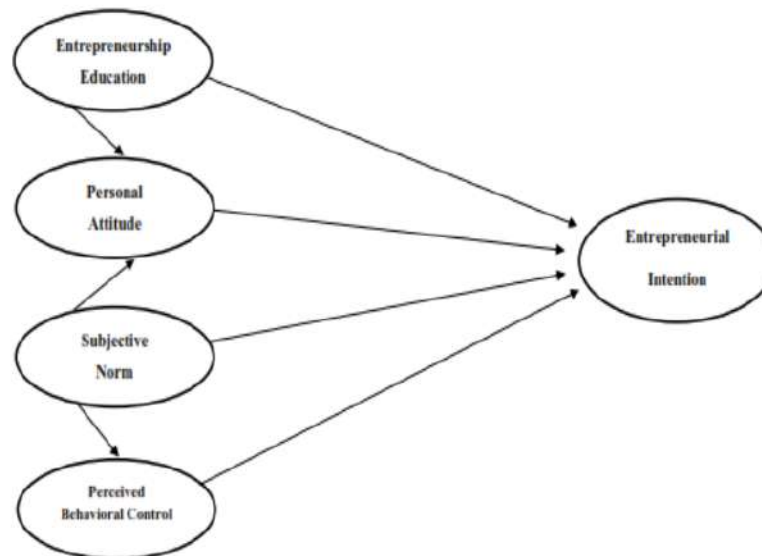 Entrepreneurship
Education
Personal
Attitude
Entrepreneurial
Intention
Subjective
Norm
Perceived
Behavioral Control